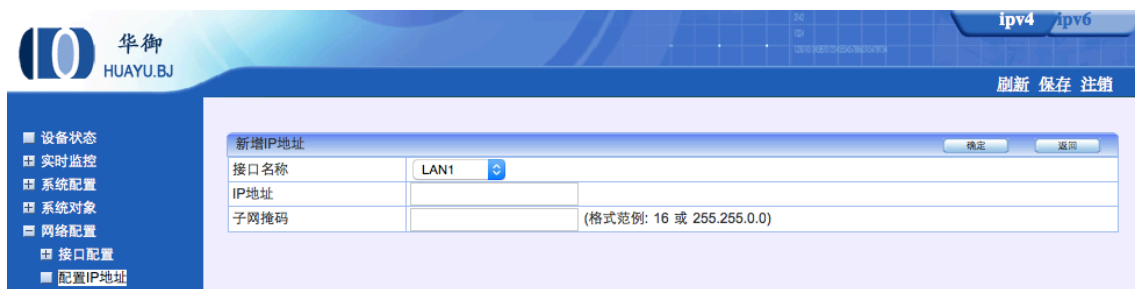 华御
HUAYU.BJ
ipv4 ipv6
刷新 保存 注销
设备状态
实时监控
系统配置
系统对象
网络配置
接口配置
配置IP地址
新增IP地址 确定 返回
接口名称 LAN1
IP地址
子网掩码 (格式范例: 16 或 255.255.0.0)